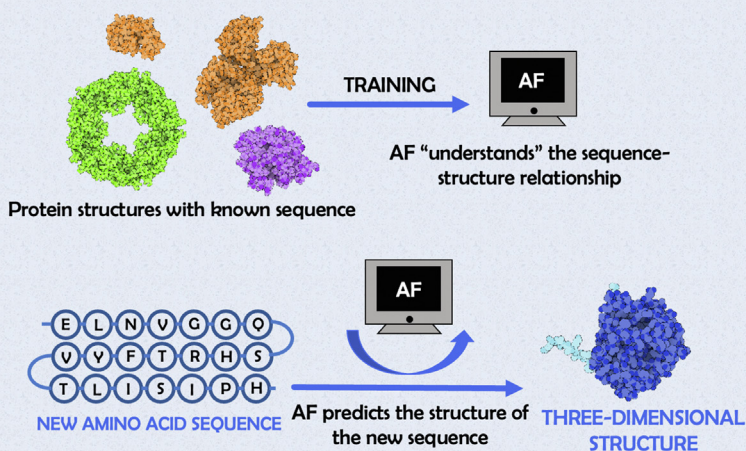 TRAINING
AF
AF “understands” the sequence-
structure relationship
Protein structures with known sequence
AF
E L N V G G Q
V Y F T R H S
T L I S I P H
NEW AMINO ACID SEQUENCE
AF predicts the structure of
the new sequence
THREE-DIMENSIONAL
STRUCTURE